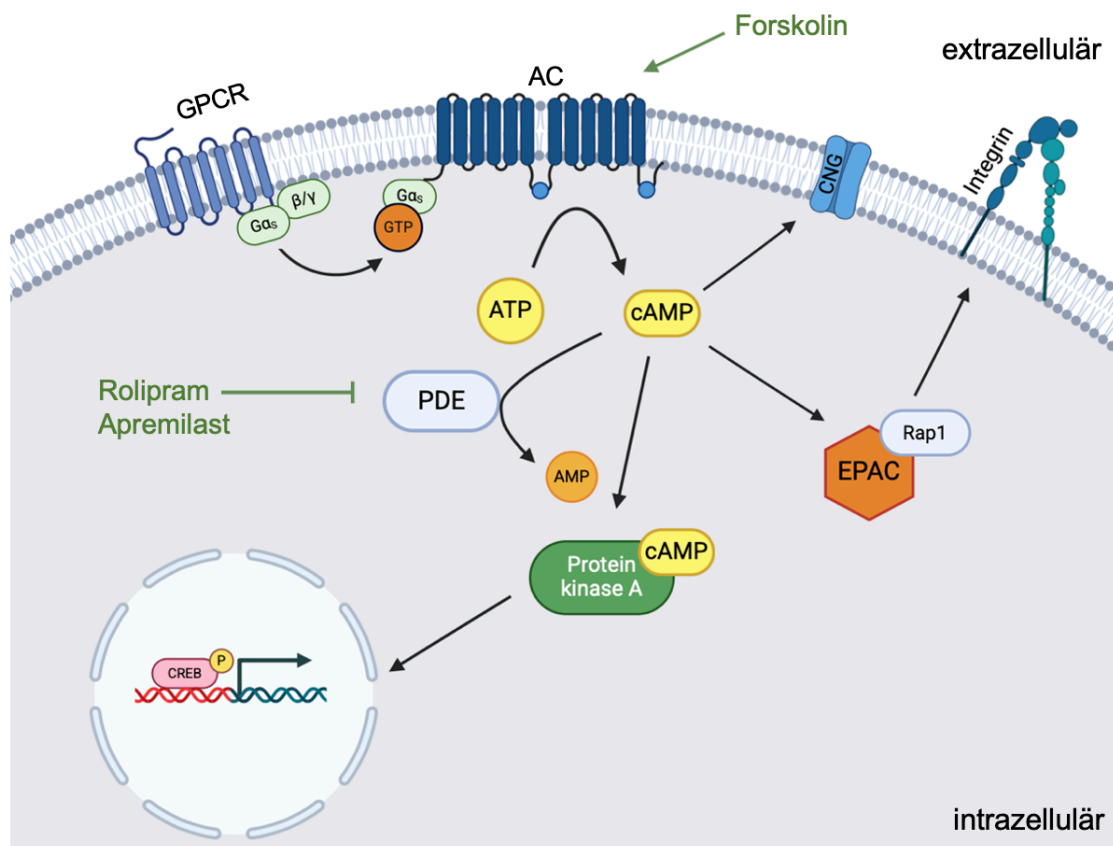 Forskolin
extrazellulär
AC
GPCR
Integrin
CNG
β/γ
Gαs
Gαs
GTP
ATP
cAMP
Rolipram
Apremilast
PDE
Rap1
EPAC
AMP
cAMP
Protein
kinase A
P
CREB
intrazellulär